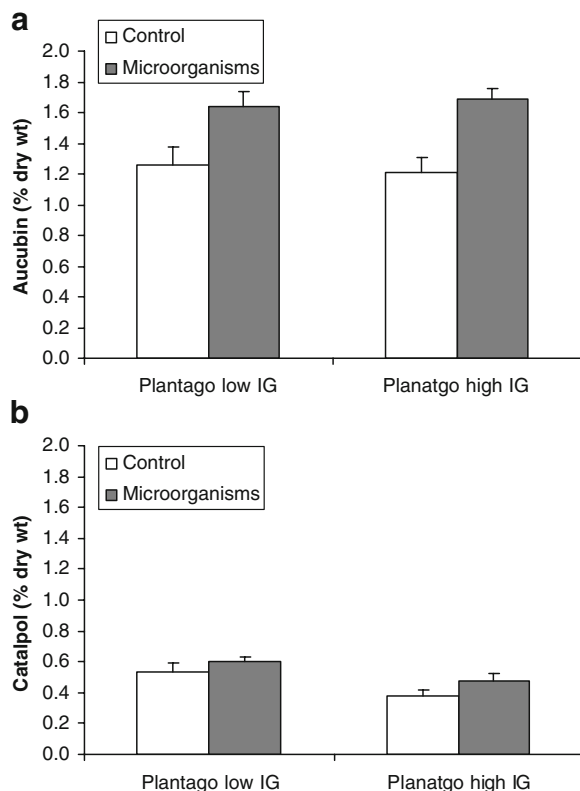 a
Control
Microorganisms
2.0
1.8
1.6
1.4
1.2
1.0
0.8
0.6
0.4
0.2
0.0
Aucubin (% dry wt)
Plantago low IG Planatgo high IG
b
Control
Microorganisms
2.0
1.8
1.6
1.4
1.2
1.0
0.8
0.6
0.4
0.2
0.0
Catalpol (% dry wt)
Plantago low IG Planatgo high IG